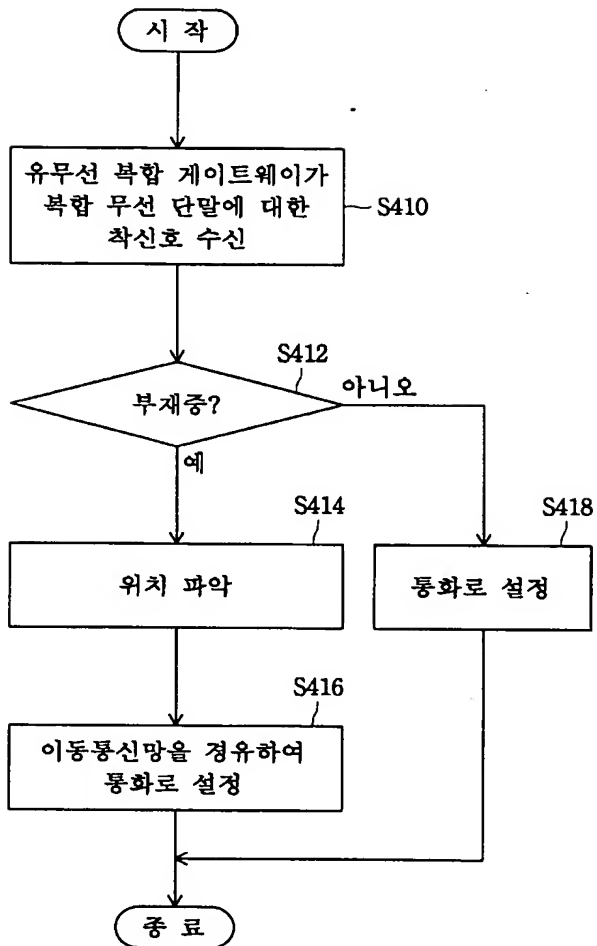 시 작
유무선 복합 게이트웨이가
복합 무선 단말에 대한
착신호 수신
S410
S412
부재중?
아니오
예
S414
위치 파악
S418
통화로 설정
S416
이동통신망을 경유하여
통화로 설정
종 료